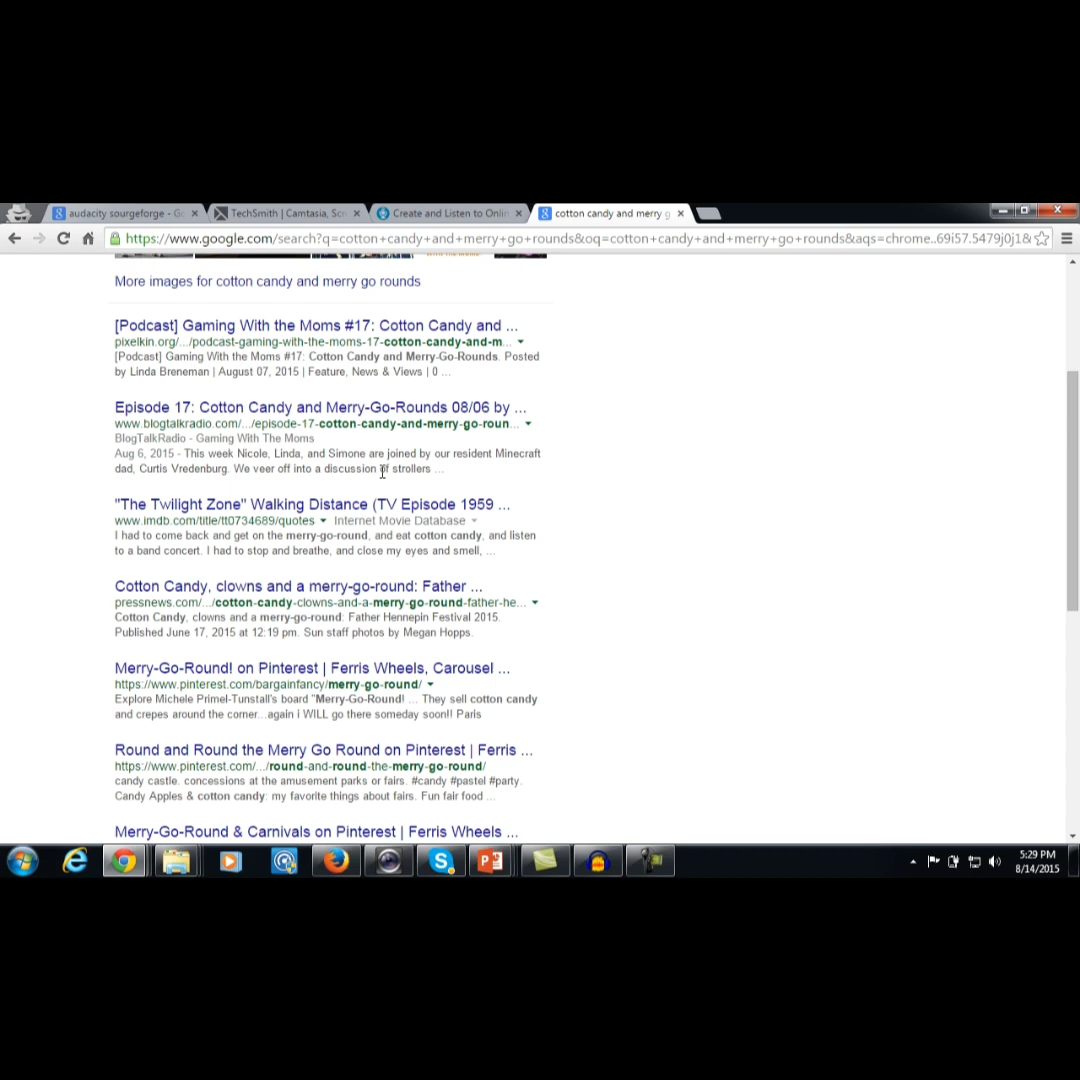 audacity sourgeforge - Go
TechSmith | Camtasia, Scr
Create and Listen to Onlin
cotton candy and merry g
https://www.google.com/search?q=cotton+candy+and+merry+go+rounds&oq=cotton+candy+and+merry+go+rounds&aqs=chrome..69i57.5479j0j1&
More images for cotton candy and merry go rounds
[Podcast] Gaming With the Moms #17: Cotton Candy and ...
pixelkin.org/.../podcast-gaming-with-the-moms-17-cotton-candy-and-m...
[Podcast] Gaming With the Moms #17: Cotton Candy and Merry-Go-Rounds. Posted
by Linda Breneman | August 07, 2015 | Feature, News & Views | 0 ...
Episode 17: Cotton Candy and Merry-Go-Rounds 08/06 by ...
www.blogtalkradio.com/.../episode-17-cotton-candy-and-merry-go-roun...
BlogTalkRadio - Gaming With The Moms
Aug 6, 2015 - This week Nicole, Linda, and Simone are joined by our resident Minecraft
dad, Curtis Vredenburg. We veer off into a discussion of strollers ...
"The Twilight Zone" Walking Distance (TV Episode 1959 ...
www.imdb.com/title/tt0734689/quotes Internet Movie Database
I had to come back and get on the merry-go-round, and eat cotton candy, and listen
to a band concert. I had to stop and breathe, and close my eyes and smell, ...
Cotton Candy, clowns and a merry-go-round: Father ...
pressnews.com/.../cotton-candy-clowns-and-a-merry-go-round-father-he...
Cotton Candy, clowns and a merry-go-round: Father Hennepin Festival 2015.
Published June 17, 2015 at 12:19 pm. Sun staff photos by Megan Hopps.
Merry-Go-Round! on Pinterest | Ferris Wheels, Carousel ...
https://www.pinterest.com/bargainfancy/merry-go-round/
Explore Michele Primel-Tunstall's board "Merry-Go-Round! ... They sell cotton candy
and crepes around the corner...again i WILL go there someday soon!! Paris
Round and Round the Merry Go Round on Pinterest | Ferris ...
https://www.pinterest.com/.../round-and-round-the-merry-go-round/
candy castle. concessions at the amusement parks or fairs. #candy #pastel #party.
Candy Apples & cotton candy: my favorite things about fairs. Fun fair food ...
Merry-Go-Round & Carnivals on Pinterest | Ferris Wheels ...
5:29 PM
8/14/2015